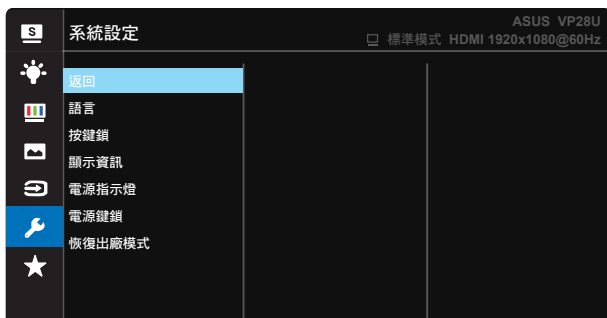 S
系統設定
ASUS VP28U
標準模式 HDMI 1920x1080@60Hz
返回
語言
按鍵鎖
顯示資訊
電源指示燈
電源鍵鎖
恢復出廠模式